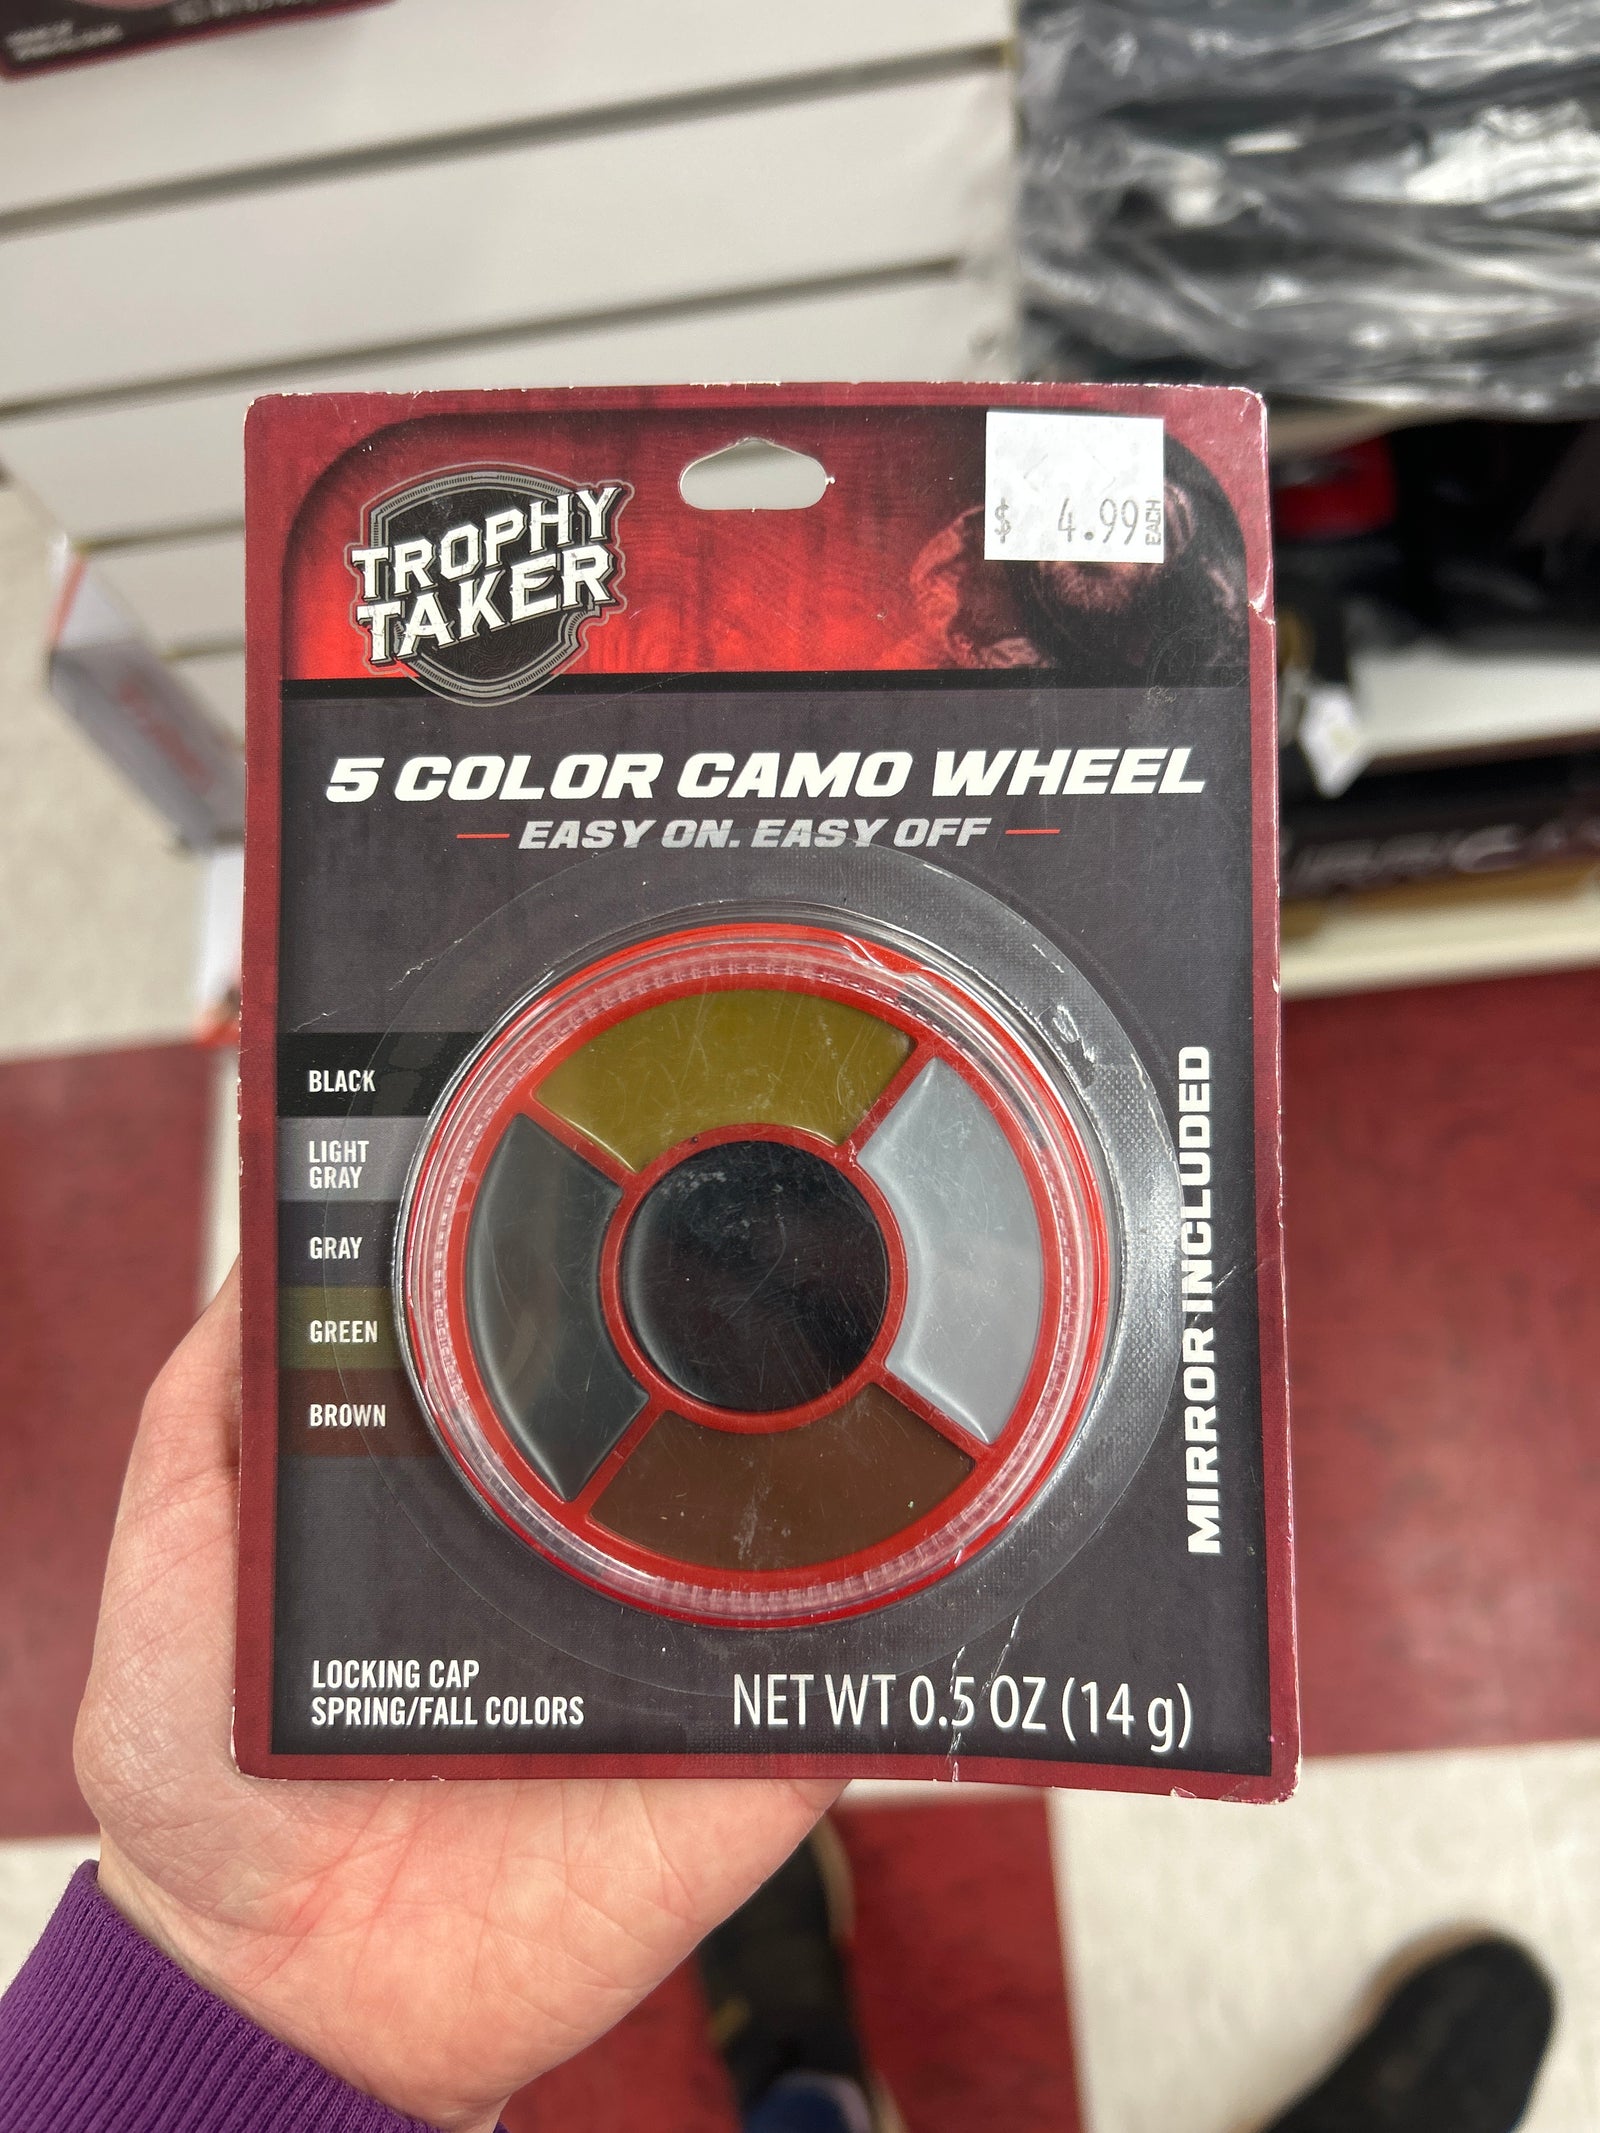 TROPHY
TAKER
$ 4.99 EACH
5 COLOR CAMO WHEEL
EASY ON. EASY OFF
BLACK
LIGHT
GRAY
GRAY
GREEN
BROWN
MIRROR INCLUDED
LOCKING CAP
SPRING/FALL COLORS
NET WT 0.5 OZ (14 g)